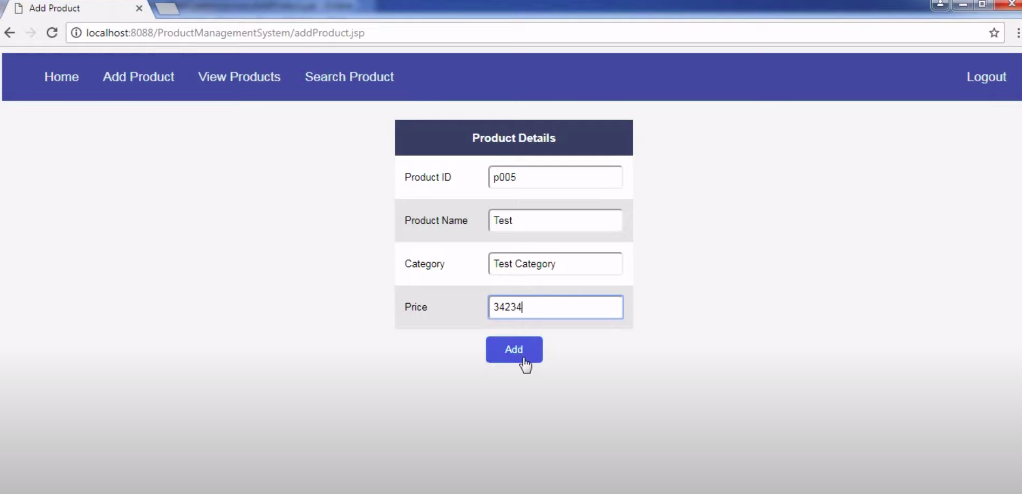 Add Product
localhost:8088/ProductManagementSystem/addProduct.jsp
Home Add Product View Products Search Product Logout
Product Details
Product ID p005
Product Name Test
Category Test Category
Price 34234
Add